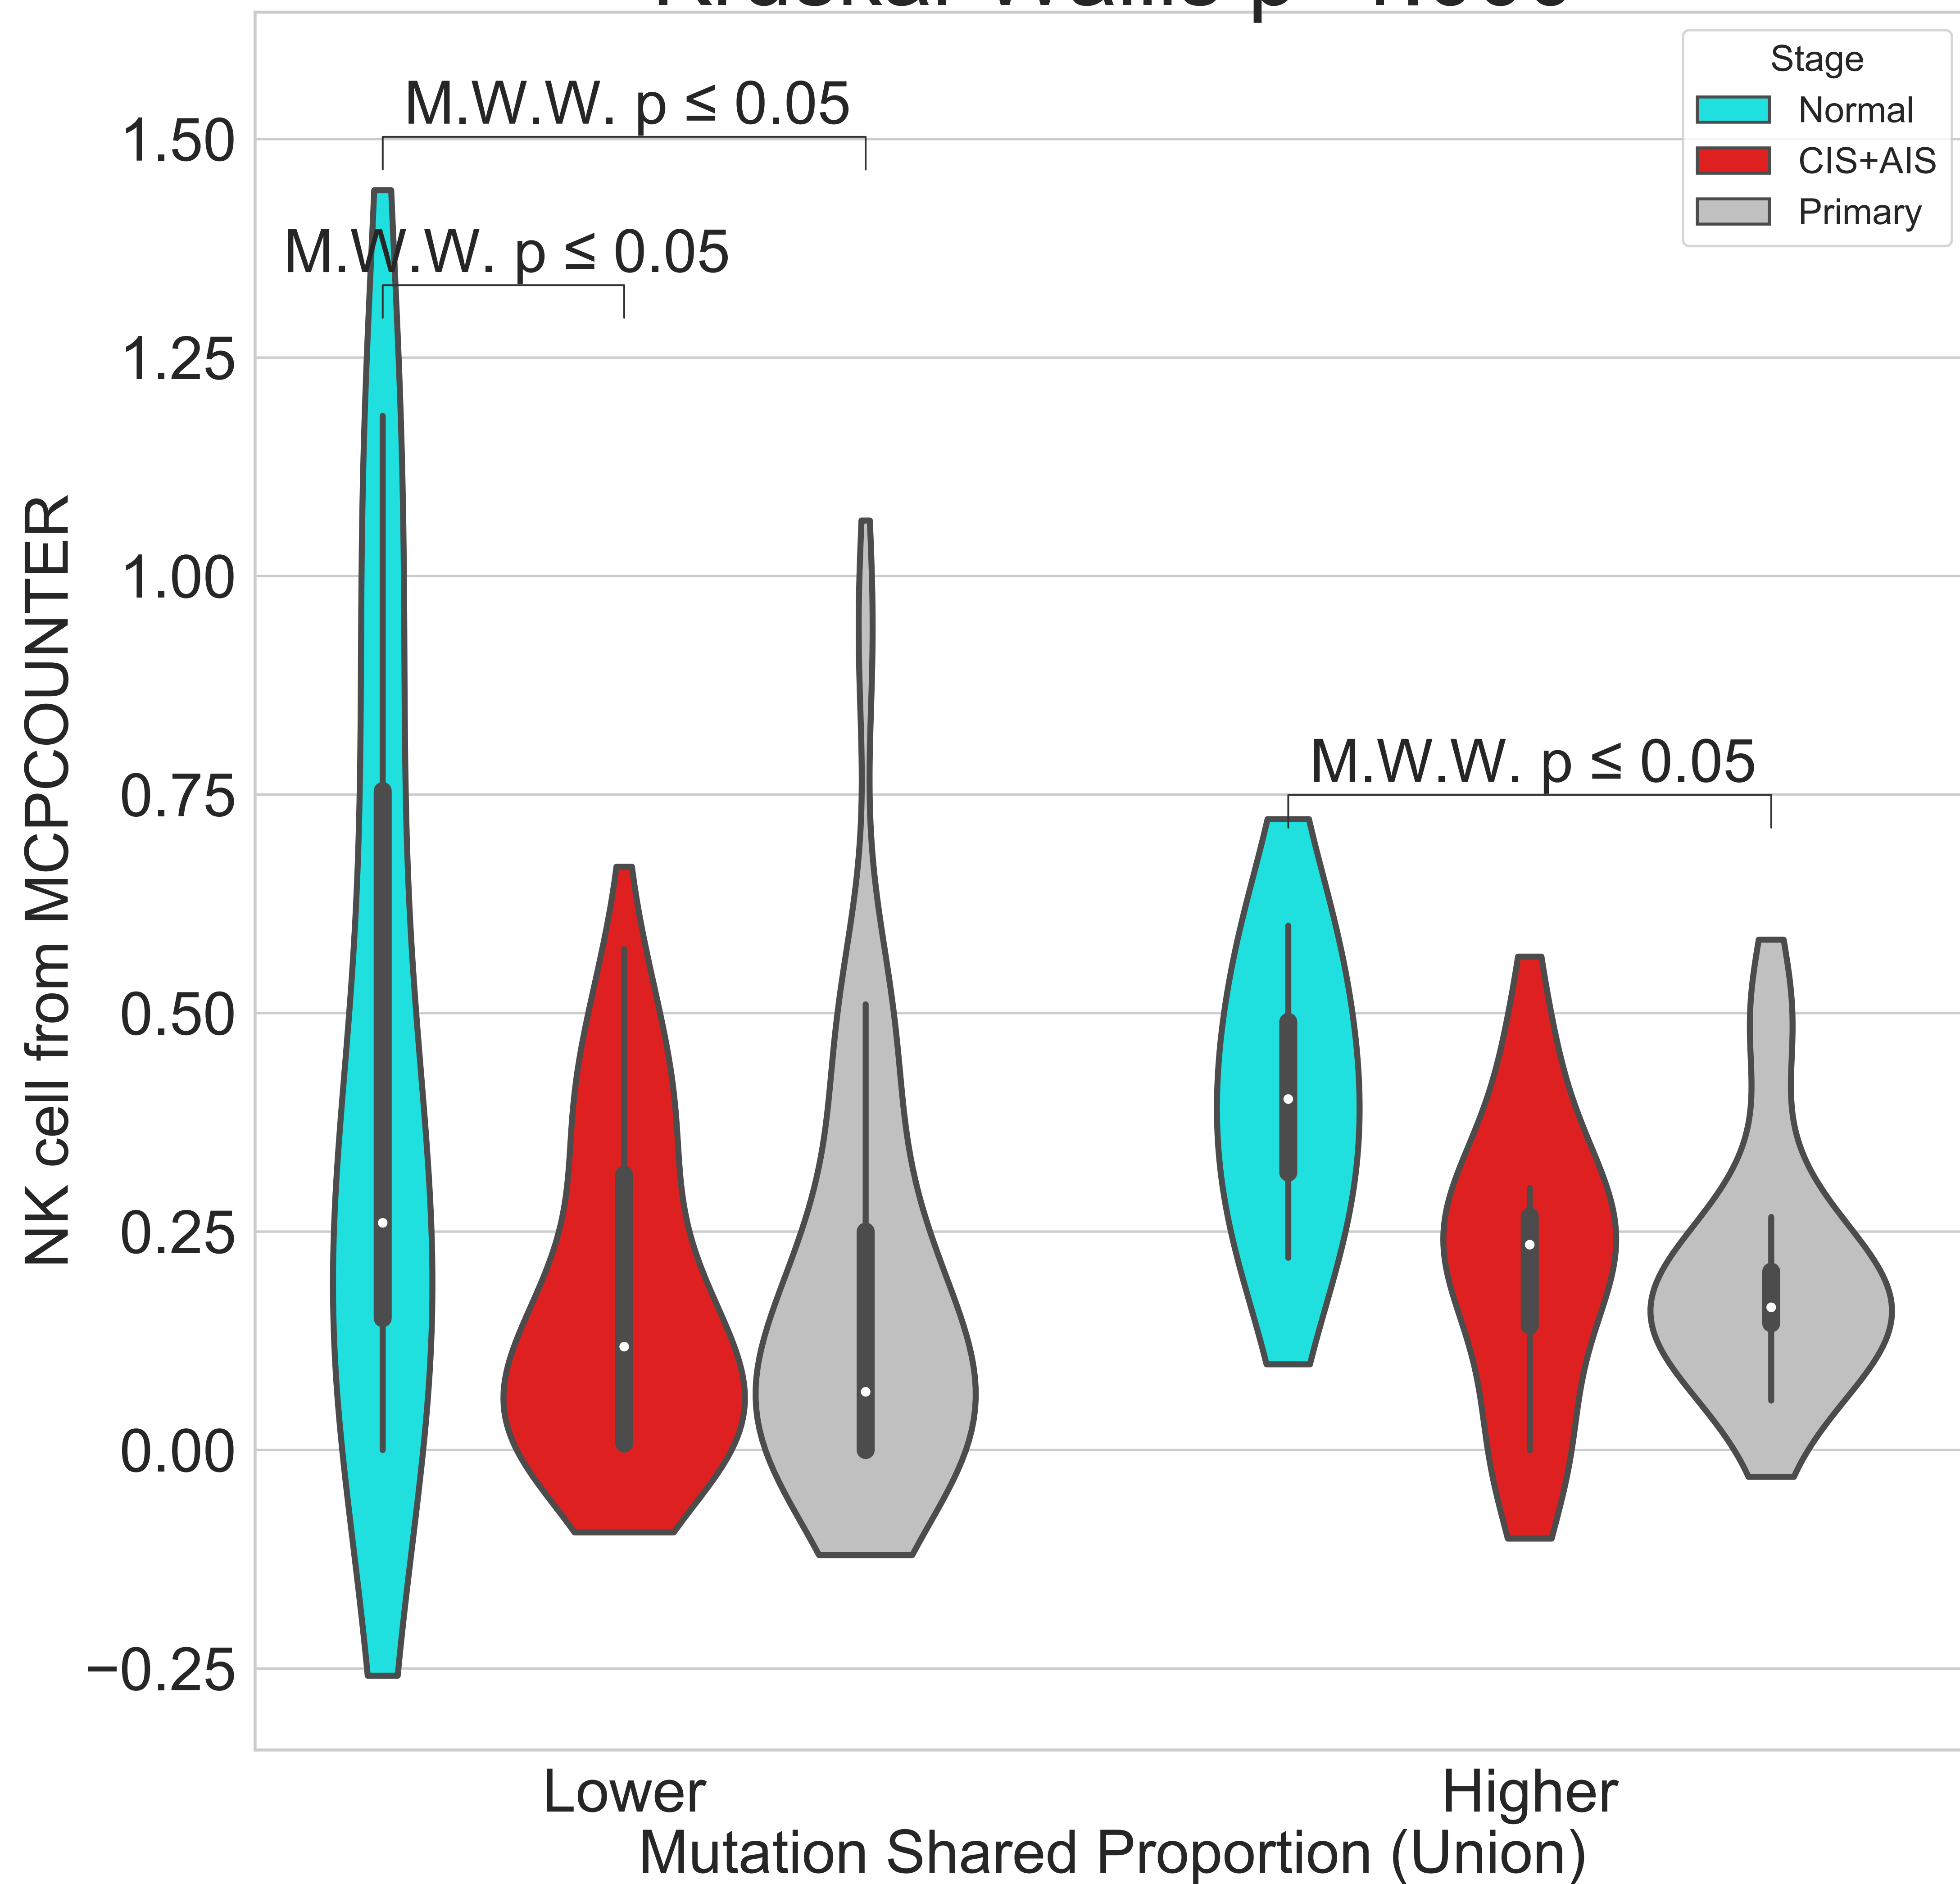 Stage
Normal
CIS+AIS
Primary
M.W.W. p ≤ 0.05
M.W.W. p ≤ 0.05
M.W.W. p ≤ 0.05
NK cell from MCPCOUNTER
1.50
1.25
1.00
0.75
0.50
0.25
0.00
−0.25
Lower
Higher
Mutation Shared Proportion (Union)